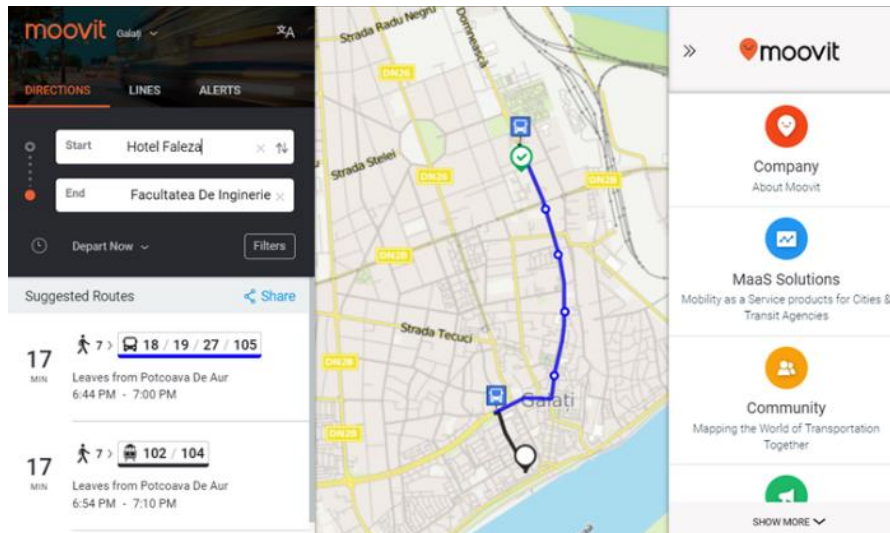 moovit Galați
DIRECTIONS LINES ALERTS
Start Hotel Faleza
End Facultatea De Inginerie
Depart Now Filters
Suggested Routes Share
17 MIN
7 18 / 19 / 27 / 105
Leaves from Potcoava De Aur
6:44 PM - 7:00 PM
17 MIN
7 102 / 104
Leaves from Potcoava De Aur
6:54 PM - 7:10 PM
Strada Radu Negru
Domnească
DN26
Strada Stelei
DN26
DN2B
DN2B
Strada Tecuci
DN2B
Galați
DN2B
moovit
Company
About Moovit
MaaS Solutions
Mobility as a Service products for Cities &
Transit Agencies
Community
Mapping the World of Transportation
Together
SHOW MORE